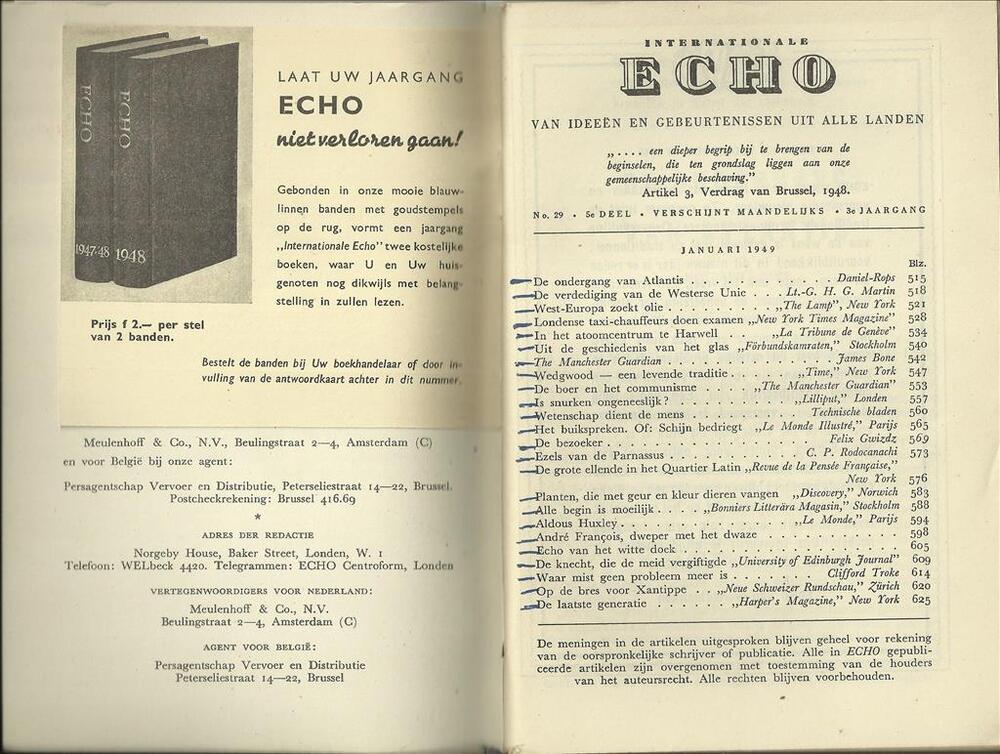 ECHO
ECHO
1947/48
1948
LAAT UW JAARGANG
ECHO
niet verloren gaan!
Gebonden in onze mooie blauw-
linnen banden met goudstempels
op de rug, vormt een jaargang
„Internationale Echo” twee kostelijke
boeken, waar U en Uw huis-
genoten nog dikwijls met belang-
stelling in zullen lezen.
Prijs f 2.— per stel
van 2 banden.
Bestelt de banden bij Uw boekhandelaar of door in-
vulling van de antwoordkaart achter in dit nummer.
Meulenhoff & Co., N.V., Beulingstraat 2—4, Amsterdam (C)
en voor België bij onze agent:
Persagentschap Vervoer en Distributie, Peterseliestraat 14—22, Brussel.
Postcheckrekening: Brussel 416.69
*
ADRES DER REDACTIE
Norgeby House, Baker Street, Londen, W. 1
Telefoon: WELbeck 4420. Telegrammen: ECHO Centroform, Londen
VERTEGENWOORDIGERS VOOR NEDERLAND:
Meulenhoff & Co., N.V.
Beulingstraat 2—4, Amsterdam (C)
AGENT VOOR BELGIË:
Persagentschap Vervoer en Distributie
Peterseliestraat 14—22, Brussel
INTERNATIONALE
ECHO
VAN IDEEËN EN GEBEURTENISSEN UIT ALLE LANDEN
„.... een dieper begrip bij te brengen van de
beginselen, die ten grondslag liggen aan onze
gemeenschappelijke beschaving.”
Artikel 3, Verdrag van Brussel, 1948.
No. 29 • 5e DEEL • VERSCHIJNT MAANDELIJKS • 3e JAARGANG
JANUARI 1949
Blz.
De ondergang van Atlantis . . . . . . . . . . Daniel-Rops 515
De verdediging van de Westerse Unie . . . Lt.-G. H. G. Martin 518
West-Europa zoekt olie . . . . . . . „The Lamp”, New York 521
Londense taxi-chauffeurs doen examen „New York Times Magazine” 528
In het atoomcentrum te Harwell . . „La Tribune de Genève” 534
Uit de geschiedenis van het glas „Förbundskamraten,” Stockholm 540
The Manchester Guardian . . . . . . . . . . . . James Bone 542
Wedgwood — een levende traditie . . . . . „Time,” New York 547
De boer en het communisme . . . . „The Manchester Guardian” 553
Is snurken ongeneeslijk? . . . . . . . . „Lilliput,” Londen 557
Wetenschap dient de mens . . . . . . . . Technische bladen 560
Het buikspreken. Of: Schijn bedriegt „Le Monde Illustré,” Parijs 565
De bezoeker . . . . . . . . . . . . . . . Felix Gwizdz 569
Ezels van de Parnassus . . . . . . . . . C. P. Rodocanachi 573
De grote ellende in het Quartier Latin „Revue de la Pensée Française,”
New York 576
Planten, die met geur en kleur dieren vangen „Discovery,” Norwich 583
Alle begin is moeilijk . . . . „Bonniers Litterära Magasin,” Stockholm 588
Aldous Huxley . . . . . . . . . . . . . „Le Monde,” Parijs 594
André François, dweper met het dwaze . . . . . . . . . . 598
Echo van het witte doek . . . . . . . . . . . . . . . . 605
De knecht, die de meid vergiftigde „University of Edinburgh Journal” 609
Waar mist geen probleem meer is . . . . . . . Clifford Troke 614
Op de bres voor Xantippe . . „Neue Schweizer Rundschau,” Zürich 620
De laatste generatie . . . . . . . „Harper's Magazine,” New York 625
De meningen in de artikelen uitgesproken blijven geheel voor rekening
van de oorspronkelijke schrijver of publicatie. Alle in ECHO gepubli-
ceerde artikelen zijn overgenomen met toestemming van de houders
van het auteursrecht. Alle rechten blijven voorbehouden.